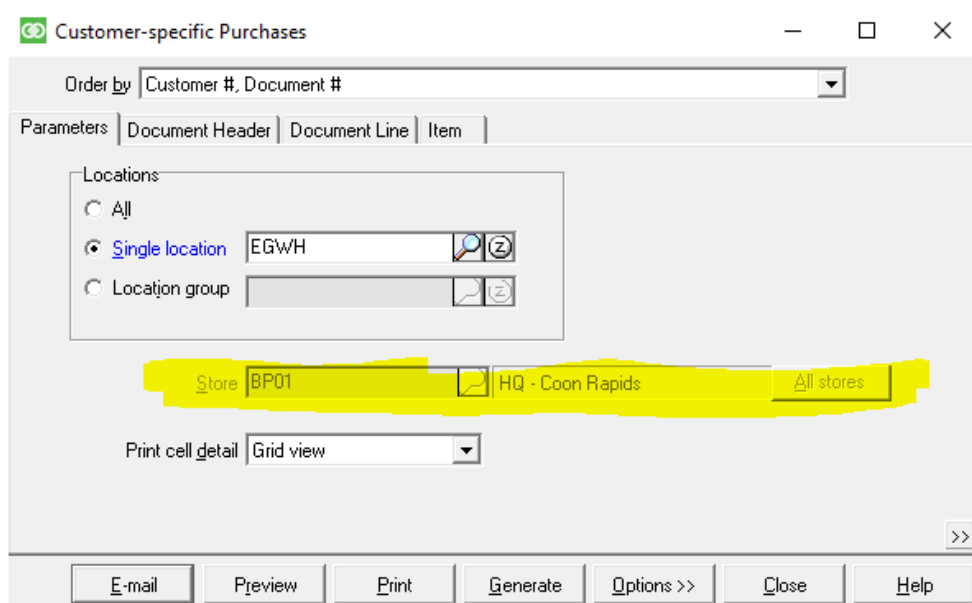 Customer-specific Purchases
Order by Customer #, Document #
Parameters Document Header Document Line Item
Locations
All
Single location EGWH
Location group
Store BP01 HQ - Coon Rapids All stores
Print cell detail Grid view
>>
E-mail Preview Print Generate Options >> Close Help